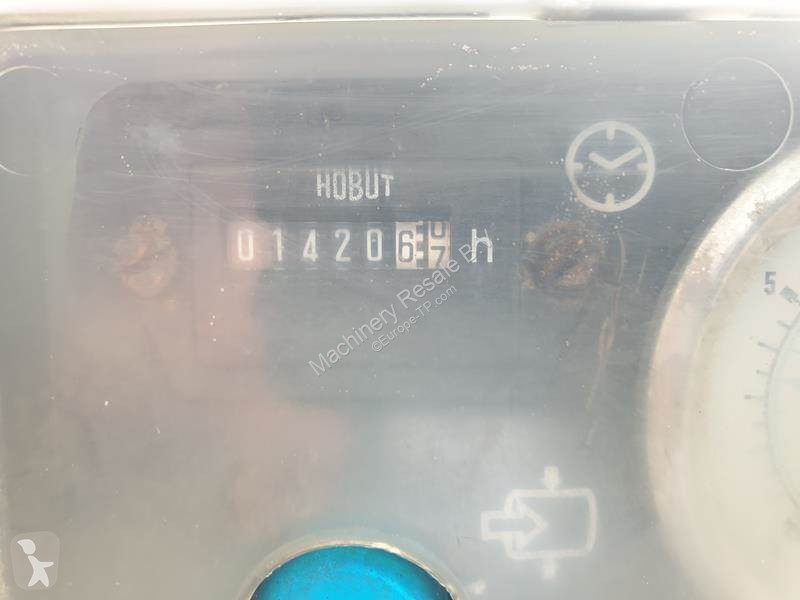 HOBUT
014206 h
Machinery Resale B
©Europe-TP.com
5